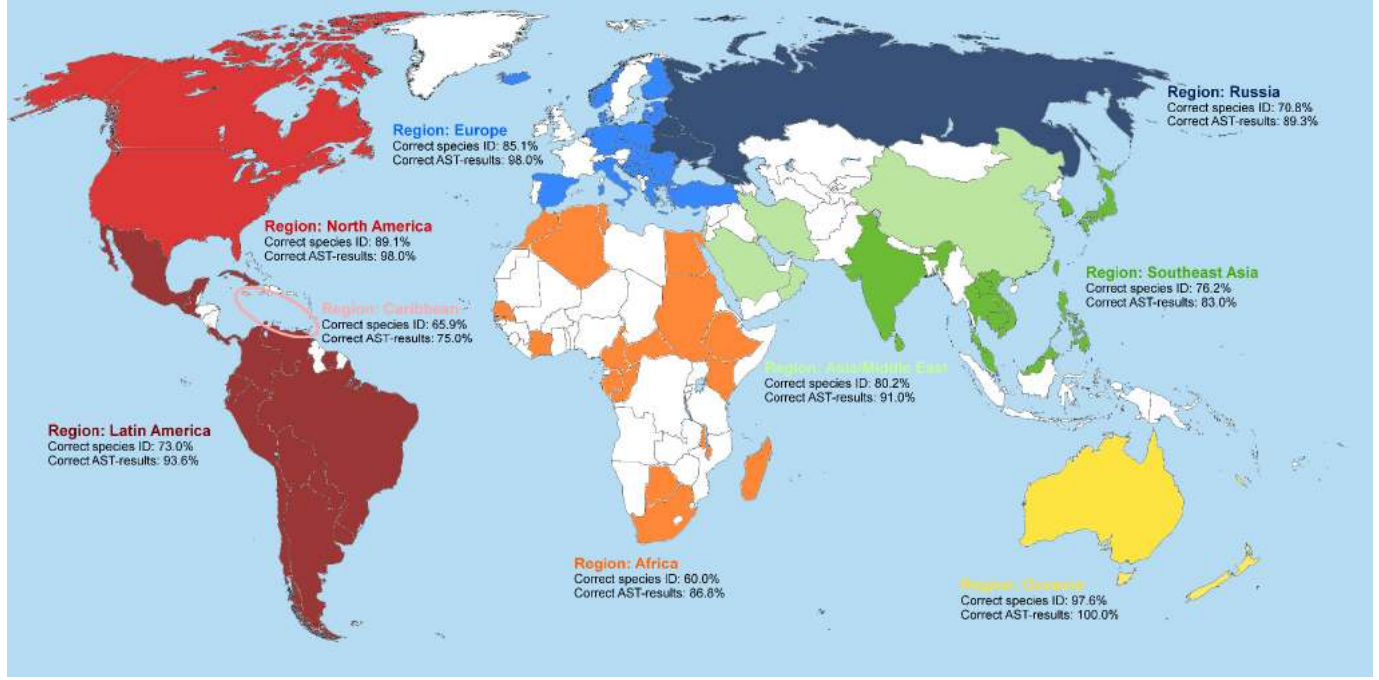 Region: Russia
Correct species ID: 70.8%
Correct AST-results: 89.3%
Region: Europe
Correct species ID: 85.1%
Correct AST-results: 98.0%
Region: North America
Correct species ID: 89.1%
Correct AST-results: 98.0%
Region: Southeast Asia
Correct species ID: 76.2%
Correct AST-results: 83.0%
Region: Caribbean
Correct species ID: 65.9%
Correct AST-results: 75.0%
Region: Asia/Middle East
Correct species ID: 80.2%
Correct AST-results: 91.0%
Region: Latin America
Correct species ID: 73.0%
Correct AST-results: 93.6%
Region: Africa
Correct species ID: 60.0%
Correct AST-results: 86.8%
Region: Oceania
Correct species ID: 97.6%
Correct AST-results: 100.0%